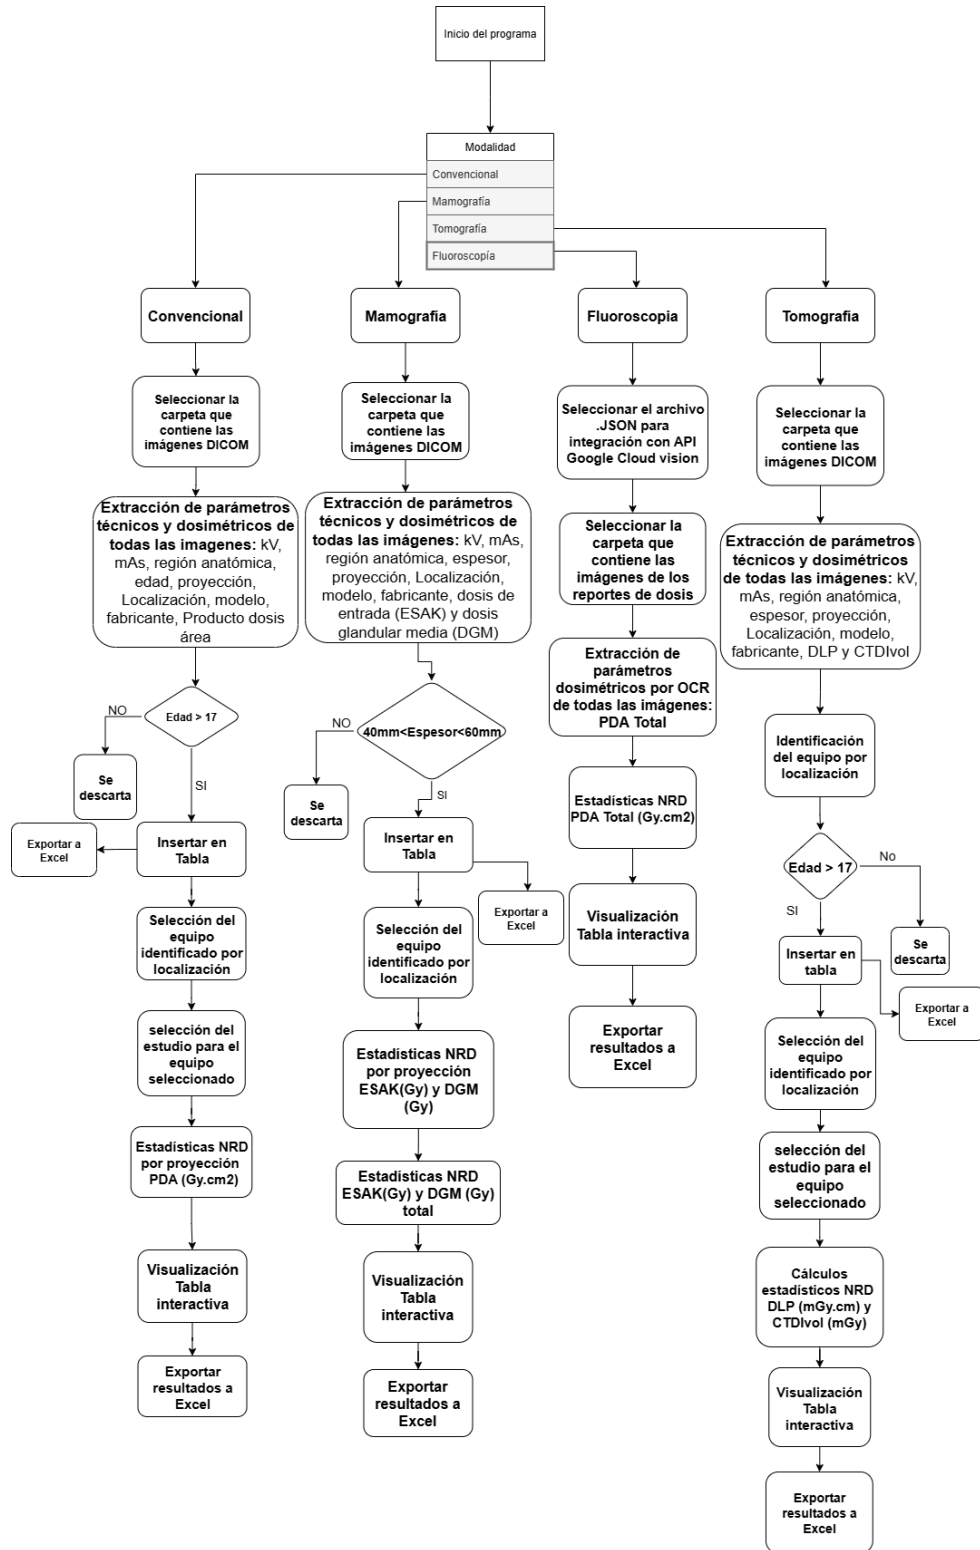 Inicio del programa
Modalidad
Convencional
Mamografía
Tomografía
Fluoroscopía
Convencional
Seleccionar la
carpeta que
contiene las
imágenes DICOM
Extracción de parámetros
técnicos y dosimétricos de
todas las imagenes: kV,
mAs, región anatómica,
edad, proyección,
Localización, modelo,
fabricante, Producto dosis
área
Edad > 17
NO
Se
descarta
SI
Insertar en
Tabla
Exportar a
Excel
Selección del
equipo
identificado por
localización
selección del
estudio para el
equipo
seleccionado
Estadísticas NRD
por proyección
PDA (Gy.cm2)
Visualización
Tabla
interactiva
Exportar
resultados a
Excel
Mamografía
Seleccionar la
carpeta que
contiene las
imágenes DICOM
Extracción de parámetros
técnicos y dosimétricos de
todas las imágenes: kV, mAs,
región anatómica, espesor,
proyección, Localización,
modelo, fabricante, dosis de
entrada (ESAK) y dosis
glandular media (DGM)
40mm<Espesor<60mm
NO
Se
descarta
SI
Insertar en
Tabla
Exportar a
Excel
Selección del
equipo
identificado por
localización
Estadísticas NRD
por proyección
ESAK(Gy) y DGM
(Gy)
Estadísticas NRD
ESAK(Gy) y DGM (Gy)
total
Visualización
Tabla
interactiva
Exportar
resultados a
Excel
Fluoroscopia
Seleccionar el archivo
.JSON para
integración con API
Google Cloud vision
Seleccionar la
carpeta que
contiene las
imágenes de los
reportes de dosis
Extracción de
parámetros
dosimétricos por OCR
de todas las imágenes:
PDA Total
Estadísticas NRD
PDA Total (Gy.cm2)
Visualización
Tabla interactiva
Exportar
resultados a
Excel
Tomografía
Seleccionar la
carpeta que
contiene las
imágenes DICOM
Extracción de parámetros
técnicos y dosimétricos
de todas las imágenes: kV,
mAs, región anatómica,
espesor, proyección,
Localización, modelo,
fabricante, DLP y CTDIvol
Identificación
del equipo por
localización
Edad > 17
No
Se
descarta
SI
Insertar en
tabla
Exportar a
Excel
Selección del
equipo
identificado por
localización
selección del
estudio para el
equipo
seleccionado
Cálculos
estadísticos NRD
DLP (mGy.cm) y
CTDIvol (mGy)
Visualización
Tabla
interactiva
Exportar
resultados a
Excel